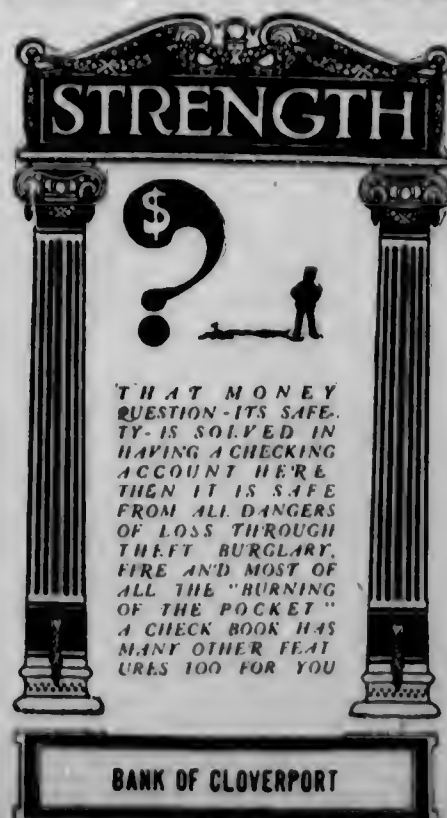 STRENGTH
$
?
THAT MONEY
QUESTION-ITS SAFE-
TY-IS SOLVED IN
HAVING A CHECKING
ACCOUNT HERE
THEN IT IS SAFE
FROM ALL DANGERS
OF LOSS THROUGH
THEFT BURGLARY,
FIRE AND MOST OF
ALL THE "BURNING
OF THE POCKET"
A CHECK BOOK HAS
MANY OTHER FEAT
URES TOO FOR YOU
BANK OF CLOVERPORT